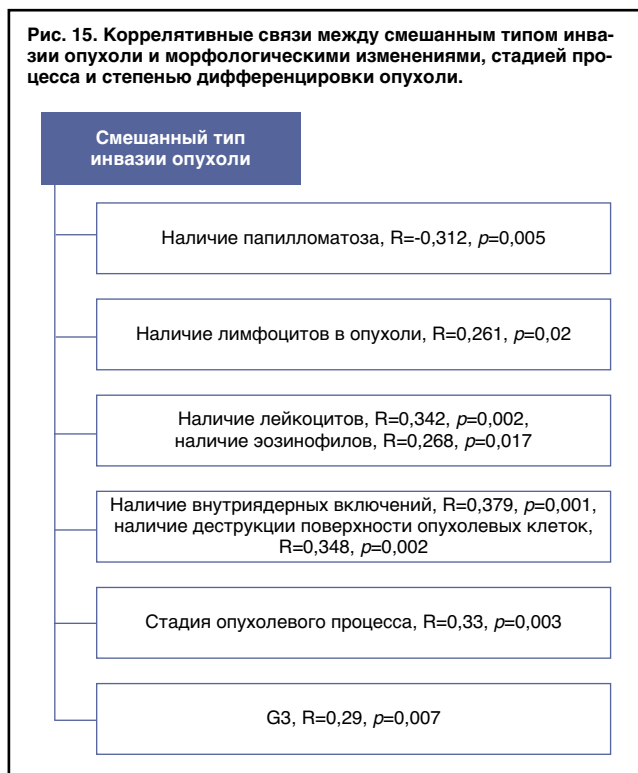 Рис. 15. Коррелятивные связи между смешанным типом инва-
зии опухоли и морфологическими изменениями, стадией про-
цесса и степенью дифференцировки опухоли.
Смешанный тип
инвазии опухоли
Наличие папилломатоза, R=-0,312, p=0,005
Наличие лимфоцитов в опухоли, R=0,261, p=0,02
Наличие лейкоцитов, R=0,342, p=0,002,
наличие эозинофилов, R=0,268, p=0,017
Наличие внутриядерных включений, R=0,379, p=0,001,
наличие деструкции поверхности опухолевых клеток,
R=0,348, p=0,002
Стадия опухолевого процесса, R=0,33, p=0,003
G3, R=0,29, p=0,007